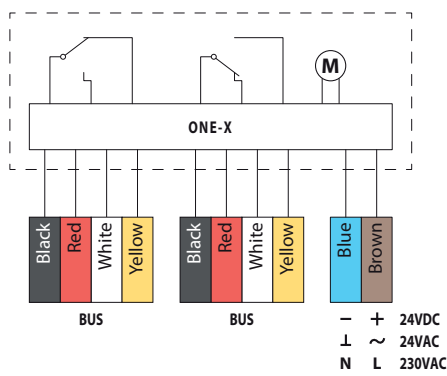 M
ONE-X
Black Red White Yellow Black Red White Yellow Blue Brown
BUS BUS
− + 24VDC
⊥ ~ 24VAC
N L 230VAC